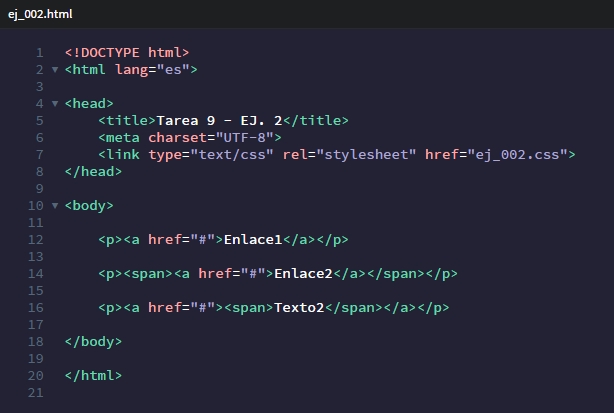 ej_002.html
1 <!DOCTYPE html>
2 <html lang="es">
3
4 <head>
5 <title>Tarea 9 - EJ. 2</title>
6 <meta charset="UTF-8">
7 <link type="text/css" rel="stylesheet" href="ej_002.css">
8 </head>
9
10 <body>
11
12 <p><a href="#">Enlace1</a></p>
13
14 <p><span><a href="#">Enlace2</a></span></p>
15
16 <p><a href="#"><span>Texto2</span></a></p>
17
18 </body>
19
20 </html>
21